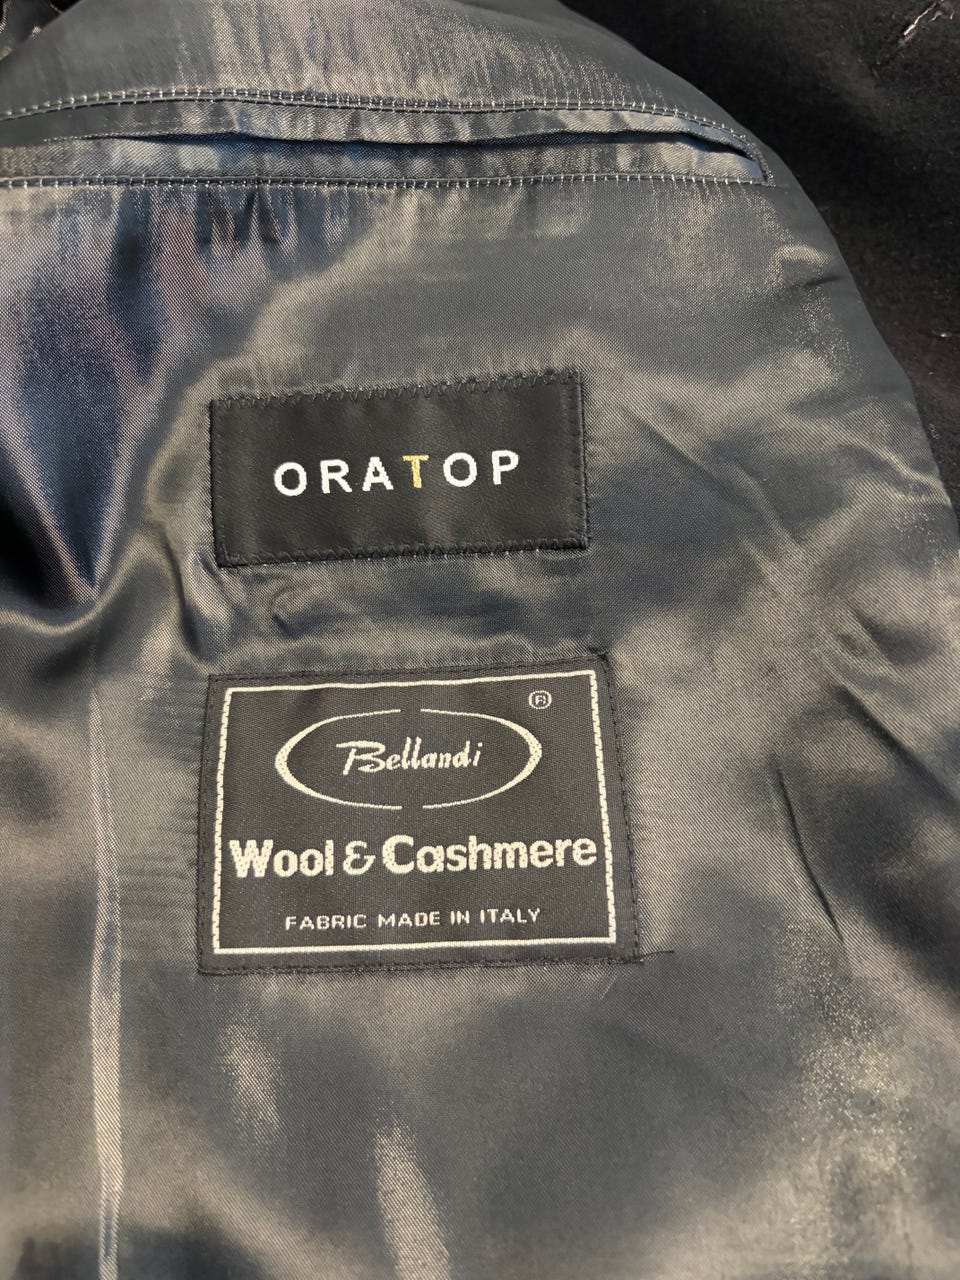 ORATOP
®
Bellandi
Wool & Cashmere
FABRIC MADE IN ITALY